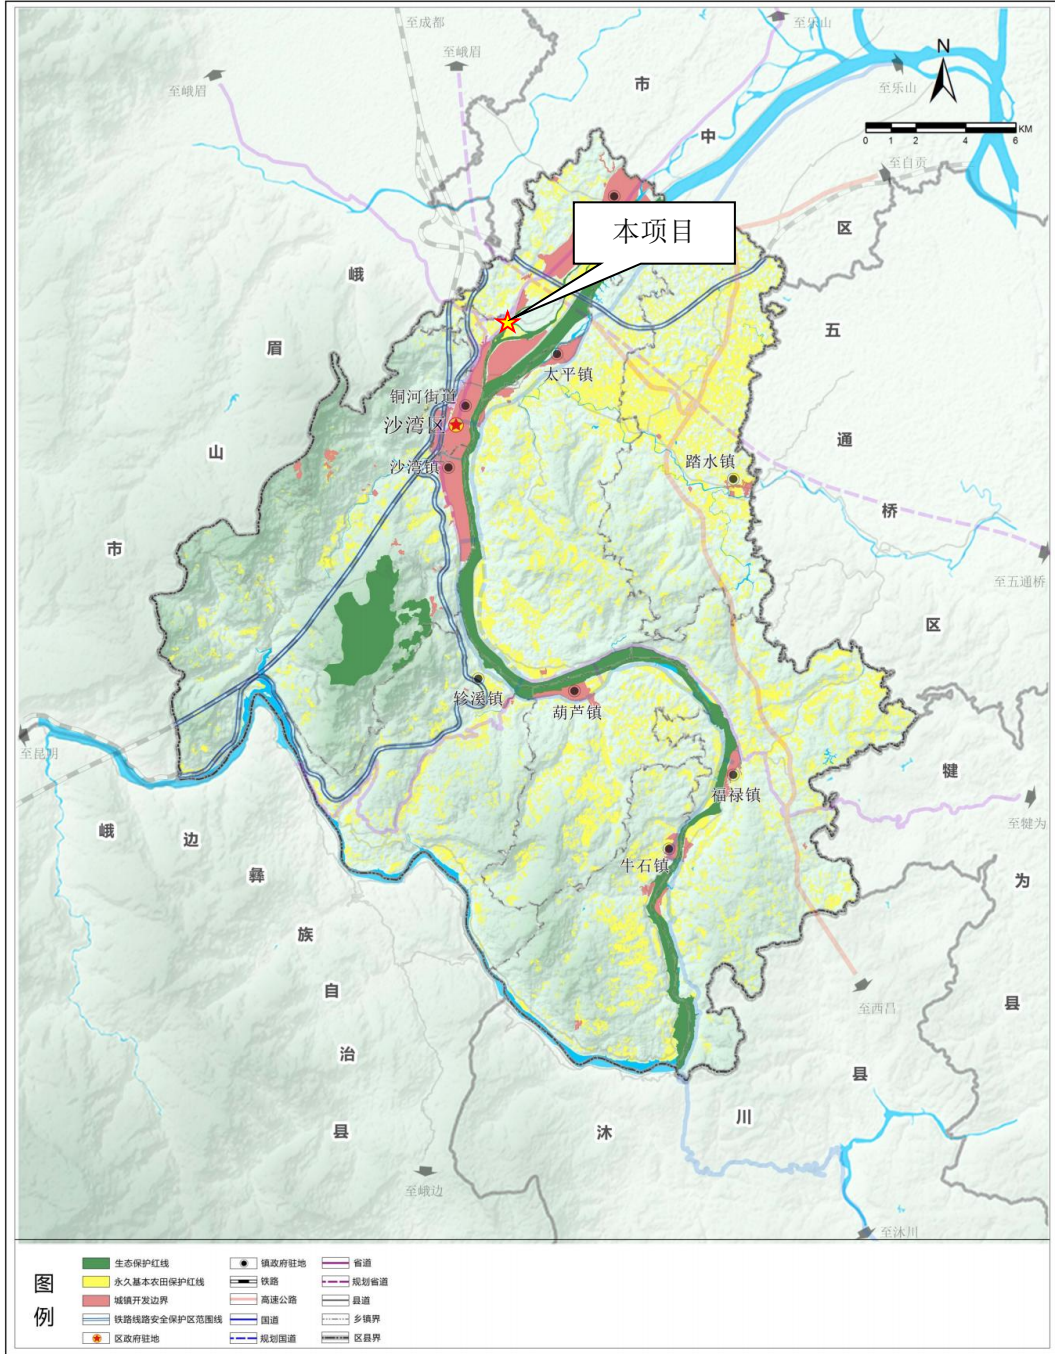 至成都
至乐山
至峨眉
N
至峨眉
市
至乐山
KM
0 1 2 4 6
中
至自贡
本项目
区
峨
五
眉
太平镇
铜河街道
沙湾区
通
山
沙湾镇
踏水镇
桥
市
至五通桥
区
轸溪镇
葫芦镇
至昆明
犍
福禄镇
至犍为
峨
边
牛石镇
彝
为
族
自
至西昌
县
治
县
川
沐
县
至峨边
至沐川
图例
生态保护红线
永久基本农田保护红线
城镇开发边界
铁路线路安全保护区范围线
区政府驻地
镇政府驻地
铁路
高速公路
国道
规划国道
省道
规划省道
县道
乡镇界
区县界